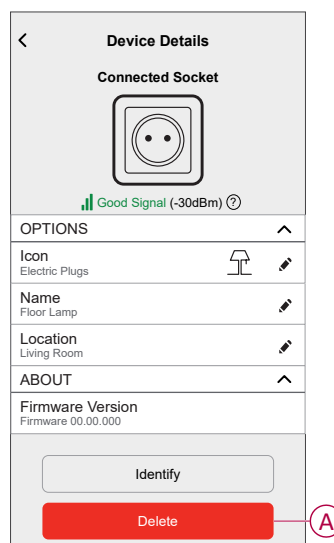 Device Details
Connected Socket
Good Signal (-30dBm) ?
OPTIONS
Icon
Electric Plugs
Name
Floor Lamp
Location
Living Room
ABOUT
Firmware Version
Firmware 00.00.000
Identify
Delete
A